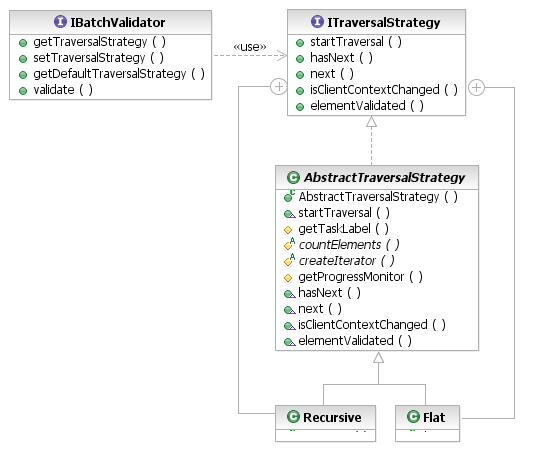 IBatchValidator
getTraversalStrategy ( )
setTraversalStrategy ( )
getDefaultTraversalStrategy ( )
validate ( )
«use»
ITraversalStrategy
startTraversal ( )
hasNext ( )
next ( )
isClientContextChanged ( )
elementValidated ( )
AbstractTraversalStrategy
AbstractTraversalStrategy ( )
startTraversal ( )
getTaskLabel ( )
countElements ( )
createIterator ( )
getProgressMonitor ( )
hasNext ( )
next ( )
isClientContextChanged ( )
elementValidated ( )
Recursive
Flat